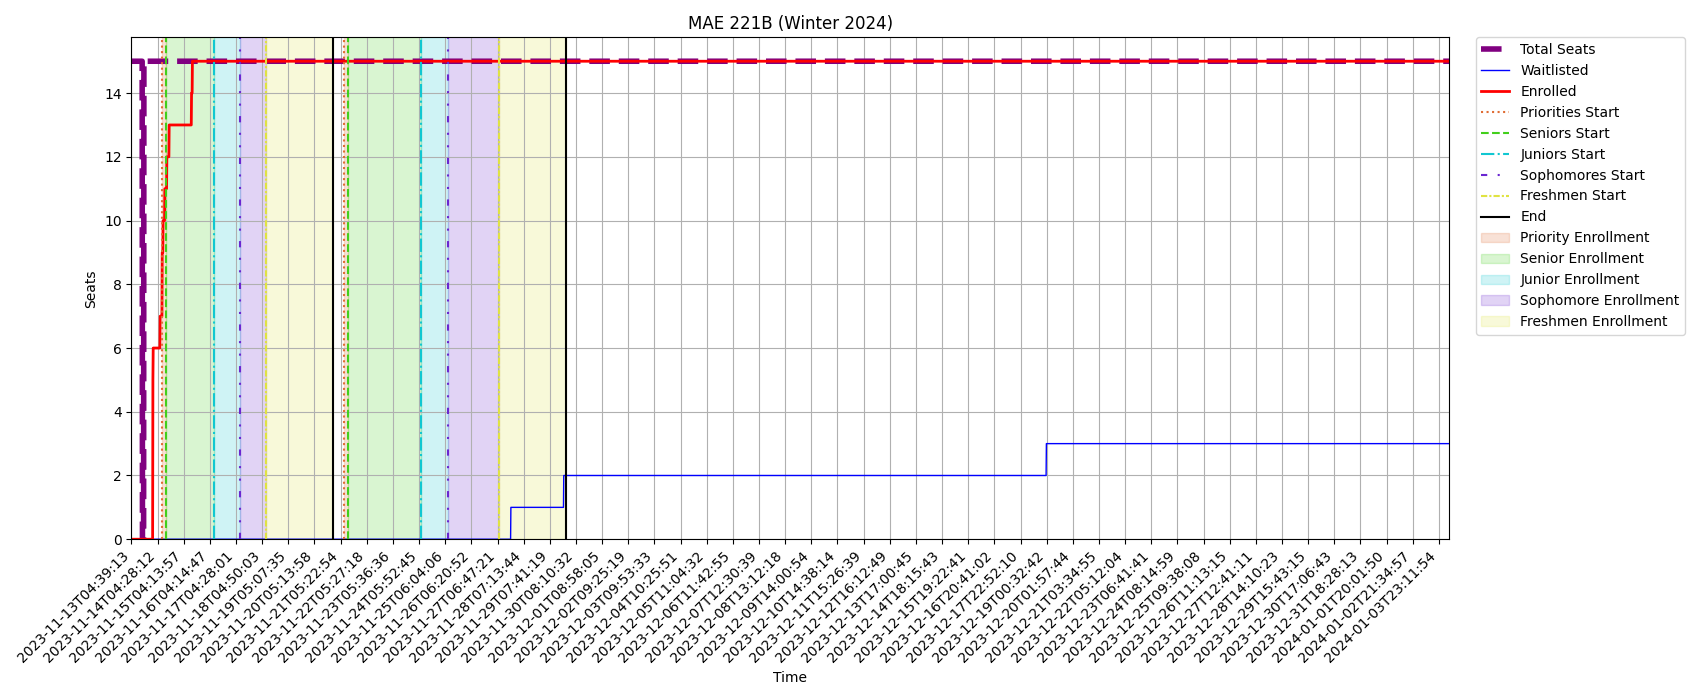 MAE 221B (Winter 2024)
Seats
14
12
10
8
6
4
2
0
2023-11-13T04:39:13
2023-11-14T04:28:12
2023-11-15T04:13:57
2023-11-16T04:14:47
2023-11-17T04:28:01
2023-11-18T04:50:03
2023-11-19T05:07:35
2023-11-20T05:13:58
2023-11-21T05:22:54
2023-11-22T05:27:18
2023-11-23T05:36:36
2023-11-24T05:52:45
2023-11-25T06:04:06
2023-11-26T06:20:52
2023-11-27T06:47:21
2023-11-28T07:13:44
2023-11-29T07:41:19
2023-11-30T08:10:32
2023-12-01T08:58:05
2023-12-02T09:25:19
2023-12-03T09:53:33
2023-12-04T10:25:51
2023-12-05T11:04:32
2023-12-06T11:42:55
2023-12-07T12:30:39
2023-12-08T13:12:18
2023-12-09T14:00:54
2023-12-10T14:38:14
2023-12-11T15:26:39
2023-12-12T16:12:49
2023-12-13T17:00:45
2023-12-14T18:15:43
2023-12-15T19:22:41
2023-12-16T20:41:02
2023-12-17T22:52:10
2023-12-19T00:32:42
2023-12-20T01:57:44
2023-12-21T03:34:55
2023-12-22T05:12:04
2023-12-23T06:41:41
2023-12-24T08:14:59
2023-12-25T09:38:08
2023-12-26T11:13:15
2023-12-27T12:41:11
2023-12-28T14:10:23
2023-12-29T15:43:15
2023-12-30T17:06:43
2023-12-31T18:28:13
2024-01-01T20:01:50
2024-01-02T21:34:57
2024-01-03T23:11:54
Time
Total Seats
Waitlisted
Enrolled
Priorities Start
Seniors Start
Juniors Start
Sophomores Start
Freshmen Start
End
Priority Enrollment
Senior Enrollment
Junior Enrollment
Sophomore Enrollment
Freshmen Enrollment